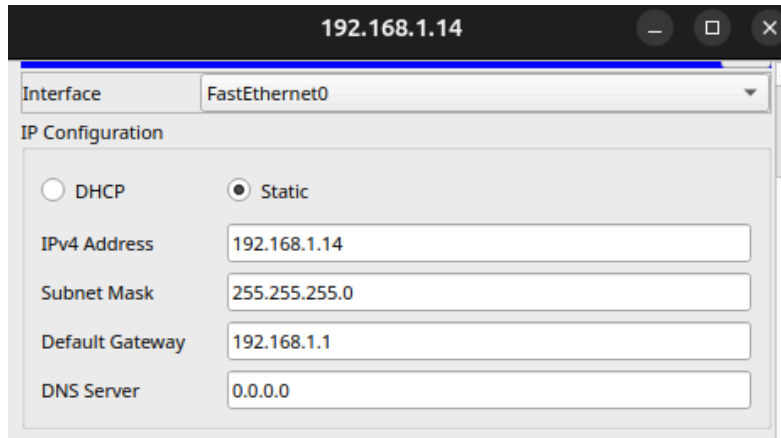 192.168.1.14
Interface FastEthernet0
IP Configuration
DHCP Static
IPv4 Address 192.168.1.14
Subnet Mask 255.255.255.0
Default Gateway 192.168.1.1
DNS Server 0.0.0.0